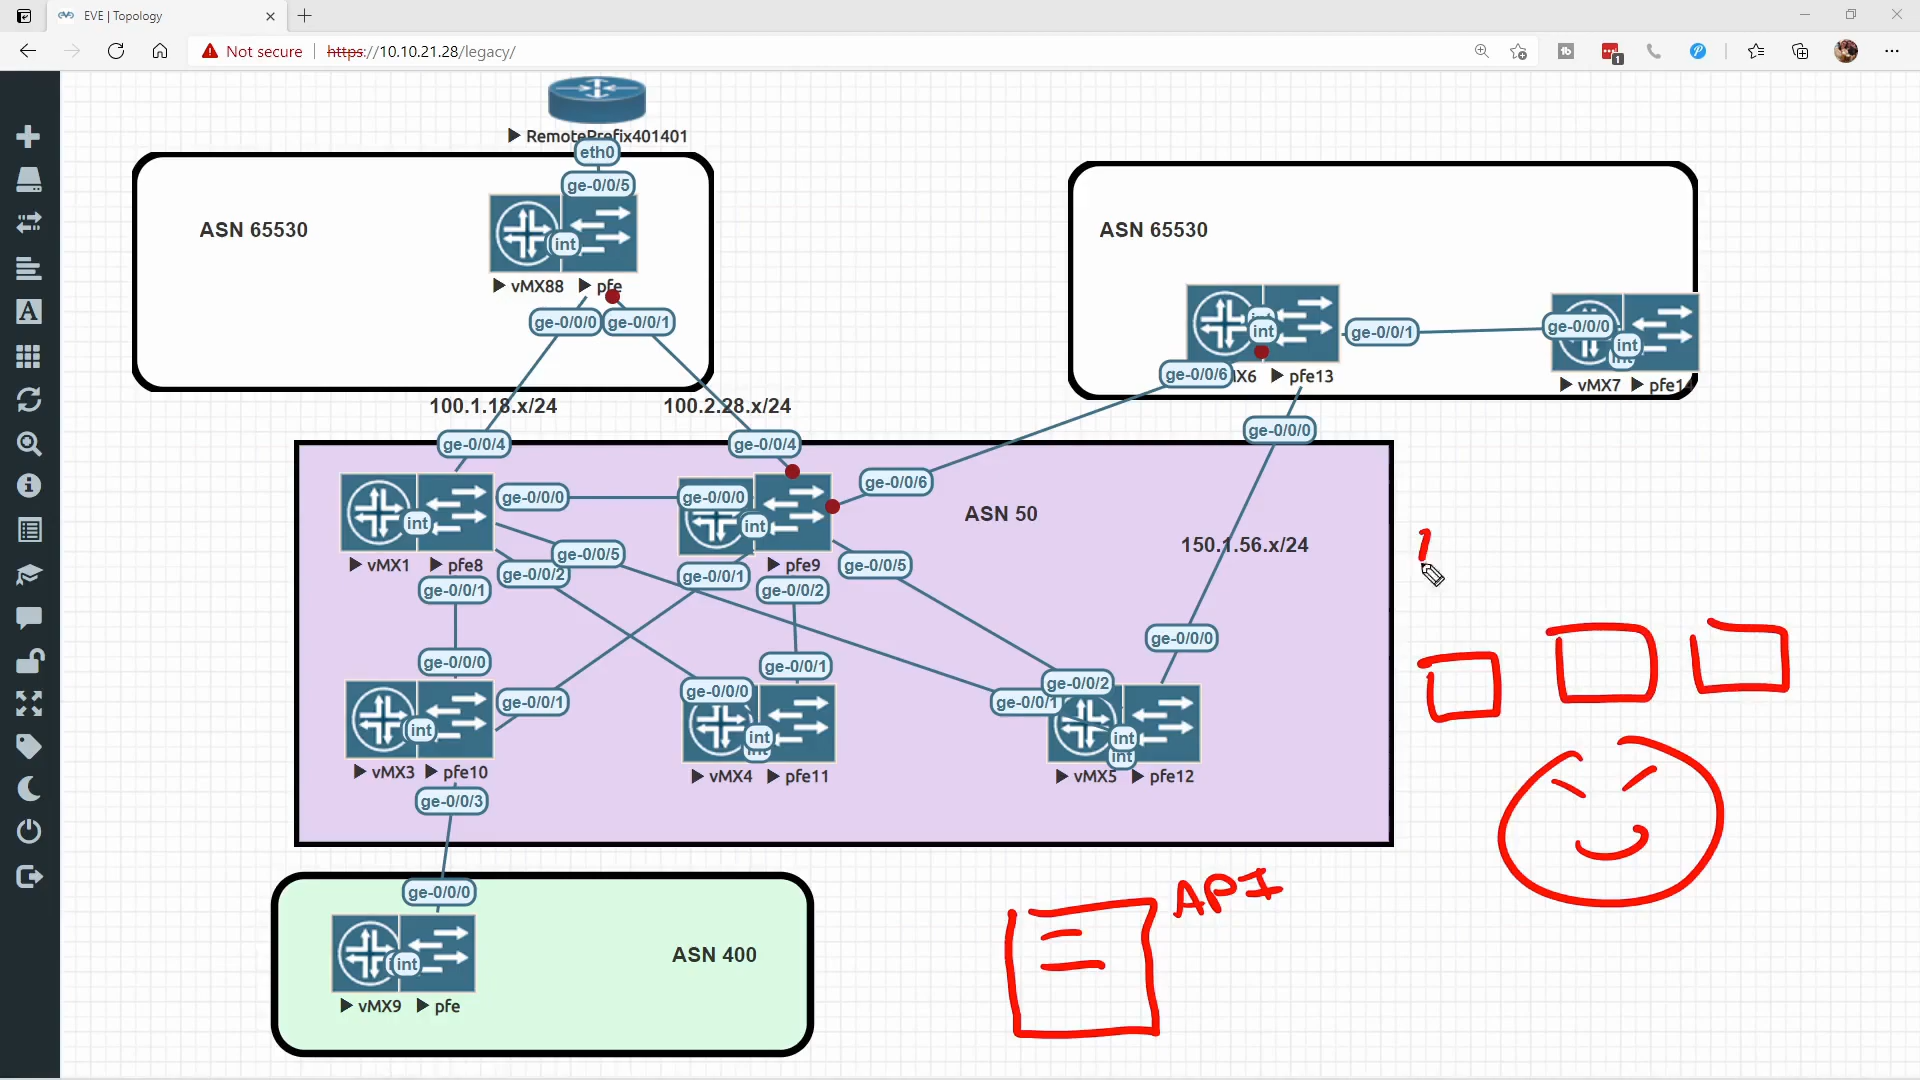 EVE | Topology
Not secure
https://10.10.21.28/legacy/
1
RemotePrefix401401
eth0
ge-0/0/5
ASN 65530
int
vMX88 pfe
ge-0/0/0 ge-0/0/1
ASN 65530
int
ge-0/0/1 ge-0/0/0
int
ge-0/0/6 X6 pfe13
vMX7 pfe14
100.1.18.x/24 100.2.28.x/24
ge-0/0/0
ge-0/0/4 ge-0/0/4
ge-0/0/6
ge-0/0/0 ge-0/0/0
ASN 50
int int
150.1.56.x/24
vMX1 pfe8 ge-0/0/5 pfe9 ge-0/0/5
ge-0/0/2 ge-0/0/1
ge-0/0/1 ge-0/0/2
ge-0/0/0
ge-0/0/0 ge-0/0/1
ge-0/0/1 ge-0/0/0 ge-0/0/1 ge-0/0/2
int int int
int
vMX3 pfe10 vMX4 pfe11 vMX5 pfe12
ge-0/0/3
ge-0/0/0
API
ASN 400
int
vMX9 pfe